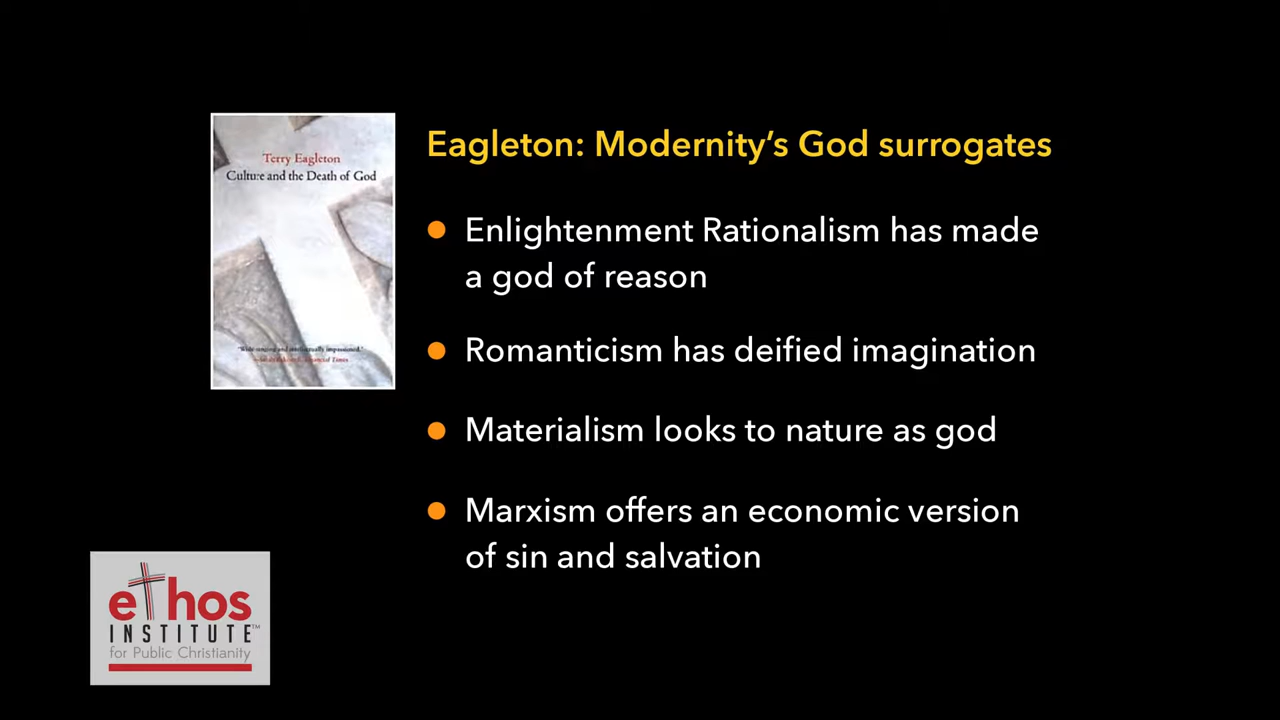 Terry Eagleton
Culture and the Death of God
Eagleton: Modernity’s God surrogates
Enlightenment Rationalism has made
a god of reason
Romanticism has deified imagination
Materialism looks to nature as god
Marxism offers an economic version
of sin and salvation
ethos
INSTITUTE™
for Public Christianity